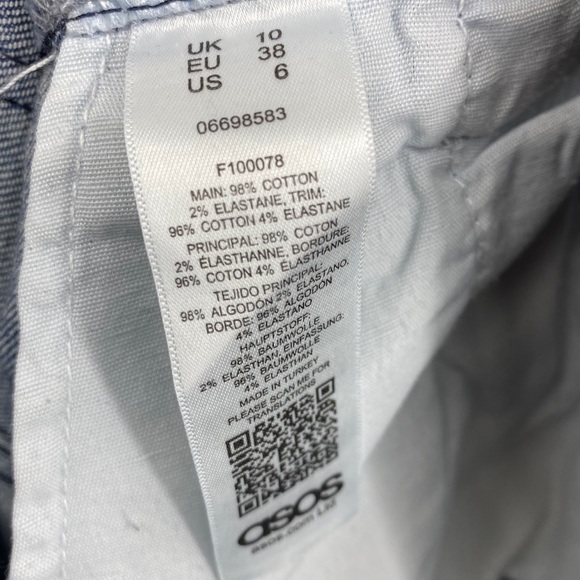 UK 10
EU 38
US 6
06698583
F100078
MAIN: 98% COTTON
2% ELASTANE, TRIM:
96% COTTON 4% ELASTANE
PRINCIPAL: 98% COTON
2% ÉLASTHANNE, BORDURE:
96% COTON 4% ÉLASTHANNE
TEJIDO PRINCIPAL:
98% ALGODÓN 2% ELASTANO,
BORDE: 96% ALGODÓN
4% ELASTANO
HAUPTSTOFF:
98% BAUMWOLLE
2% ELASTHAN, EINFASSUNG:
96% BAUMWOLLE
4% ELASTHAN
MADE IN TURKEY
PLEASE SCAN ME FOR
TRANSLATIONS
asos
asos.com Ltd